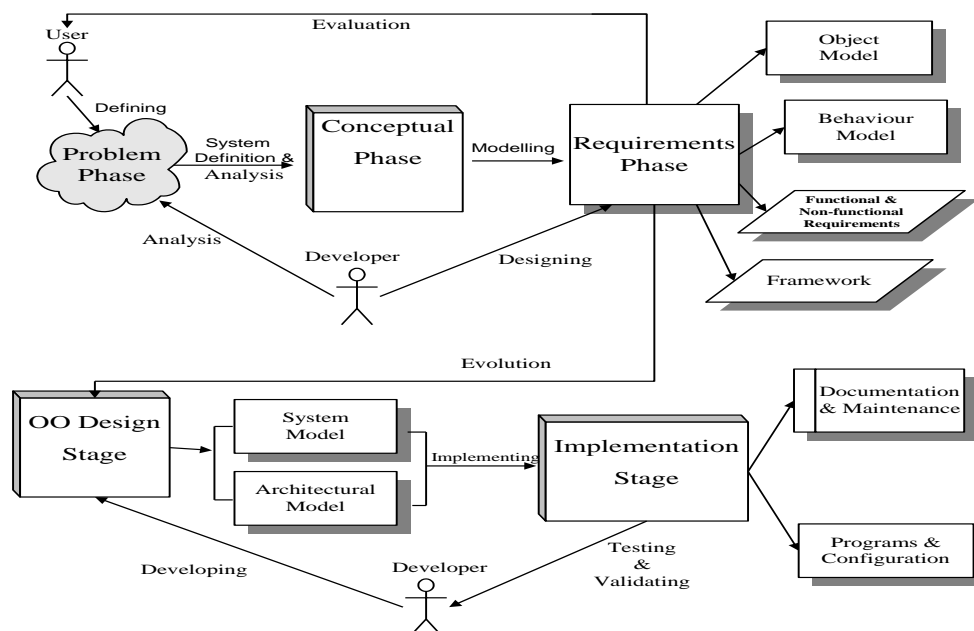 User
Evaluation
Object
Model
Defining
Problem
Phase
System
Definition &
Analysis
Conceptual
Phase
Modelling
Requirements
Phase
Behaviour
Model
Functional &
Non-functional
Requirements
Analysis
Developer
Designing
Framework
Evolution
OO Design
Stage
System
Model
Architectural
Model
Implementing
Implementation
Stage
Documentation
& Maintenance
Programs &
Configuration
Developing
Developer
Testing
&
Validating